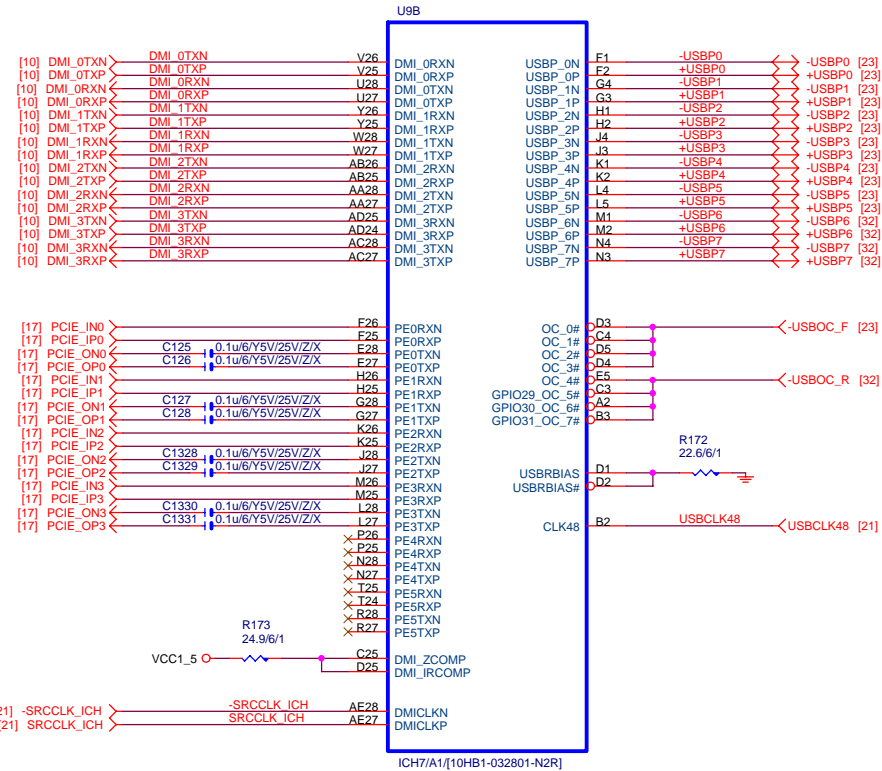 U9B
[10] DMI_0TXN DMI_0TXN V26 DMI_0RXN USBP_0N F1 -USBP0 -USBP0 [23]
[10] DMI_0TXP DMI_0TXP V25 DMI_0RXP USBP_0P F2 +USBP0 +USBP0 [23]
[10] DMI_0RXN DMI_0RXN U28 DMI_0TXN USBP_1N G4 -USBP1 -USBP1 [23]
[10] DMI_0RXP DMI_0RXP U27 DMI_0TXP USBP_1P G3 +USBP1 +USBP1 [23]
[10] DMI_1TXN DMI_1TXN Y26 DMI_1RXN USBP_2N H1 -USBP2 -USBP2 [23]
[10] DMI_1TXP DMI_1TXP Y25 DMI_1RXP USBP_2P H2 +USBP2 +USBP2 [23]
[10] DMI_1RXN DMI_1RXN W28 DMI_1TXN USBP_3N J4 -USBP3 -USBP3 [23]
[10] DMI_1RXP DMI_1RXP W27 DMI_1TXP USBP_3P J3 +USBP3 +USBP3 [23]
[10] DMI_2TXN DMI_2TXN AB26 DMI_2RXN USBP_4N K1 -USBP4 -USBP4 [23]
[10] DMI_2TXP DMI_2TXP AB25 DMI_2RXP USBP_4P K2 +USBP4 +USBP4 [23]
[10] DMI_2RXN DMI_2RXN AA28 DMI_2TXN USBP_5N L4 -USBP5 -USBP5 [23]
[10] DMI_2RXP DMI_2RXP AA27 DMI_2TXP USBP_5P L5 +USBP5 +USBP5 [23]
[10] DMI_3TXN DMI_3TXN AD25 DMI_3RXN USBP_6N M1 -USBP6 -USBP6 [32]
[10] DMI_3TXP DMI_3TXP AD24 DMI_3RXP USBP_6P M2 +USBP6 +USBP6 [32]
[10] DMI_3RXN DMI_3RXN AC28 DMI_3TXN USBP_7N N4 -USBP7 -USBP7 [32]
[10] DMI_3RXP DMI_3RXP AC27 DMI_3TXP USBP_7P N3 +USBP7 +USBP7 [32]
[17] PCIE_IN0 F26 PE0RXN OC_0# D3 -USBOC_F [23]
[17] PCIE_IP0 F25 PE0RXP OC_1# C4
[17] PCIE_ON0 C125 0.1u/6/Y5V/25V/Z/X E28 PE0TXN OC_2# D5
[17] PCIE_OP0 C126 0.1u/6/Y5V/25V/Z/X E27 PE0TXP OC_3# D4
[17] PCIE_IN1 H26 PE1RXN OC_4# E5 -USBOC_R [32]
[17] PCIE_IP1 H25 PE1RXP GPIO29_OC_5# C3
[17] PCIE_ON1 C127 0.1u/6/Y5V/25V/Z/X G28 PE1TXN GPIO30_OC_6# A2
[17] PCIE_OP1 C128 0.1u/6/Y5V/25V/Z/X G27 PE1TXP GPIO31_OC_7# B3
[17] PCIE_IN2 K26 PE2RXN
[17] PCIE_IP2 K25 PE2RXP
R172
22.6/6/1
[17] PCIE_ON2 C1328 0.1u/6/Y5V/25V/Z/X J28 PE2TXN
[17] PCIE_OP2 C1329 0.1u/6/Y5V/25V/Z/X J27 PE2TXP USBRBIAS D1
[17] PCIE_IN3 M26 PE3RXN USBRBIAS# D2
[17] PCIE_IP3 M25 PE3RXP
[17] PCIE_ON3 C1330 0.1u/6/Y5V/25V/Z/X L28 PE3TXN
[17] PCIE_OP3 C1331 0.1u/6/Y5V/25V/Z/X L27 PE3TXP CLK48 B2 USBCLK48 USBCLK48 [21]
P26 PE4RXN
P25 PE4RXP
N28 PE4TXN
N27 PE4TXP
T25 PE5RXN
T24 PE5RXP
R28 PE5TXN
R27 PE5TXP
R173
24.9/6/1
VCC1_5 C25 DMI_ZCOMP
D25 DMI_IRCOMP
21] -SRCCLK_ICH -SRCCLK_ICH AE28 DMICLKN
[21] SRCCLK_ICH SRCCLK_ICH AE27 DMICLKP
ICH7/A1/[10HB1-032801-N2R]